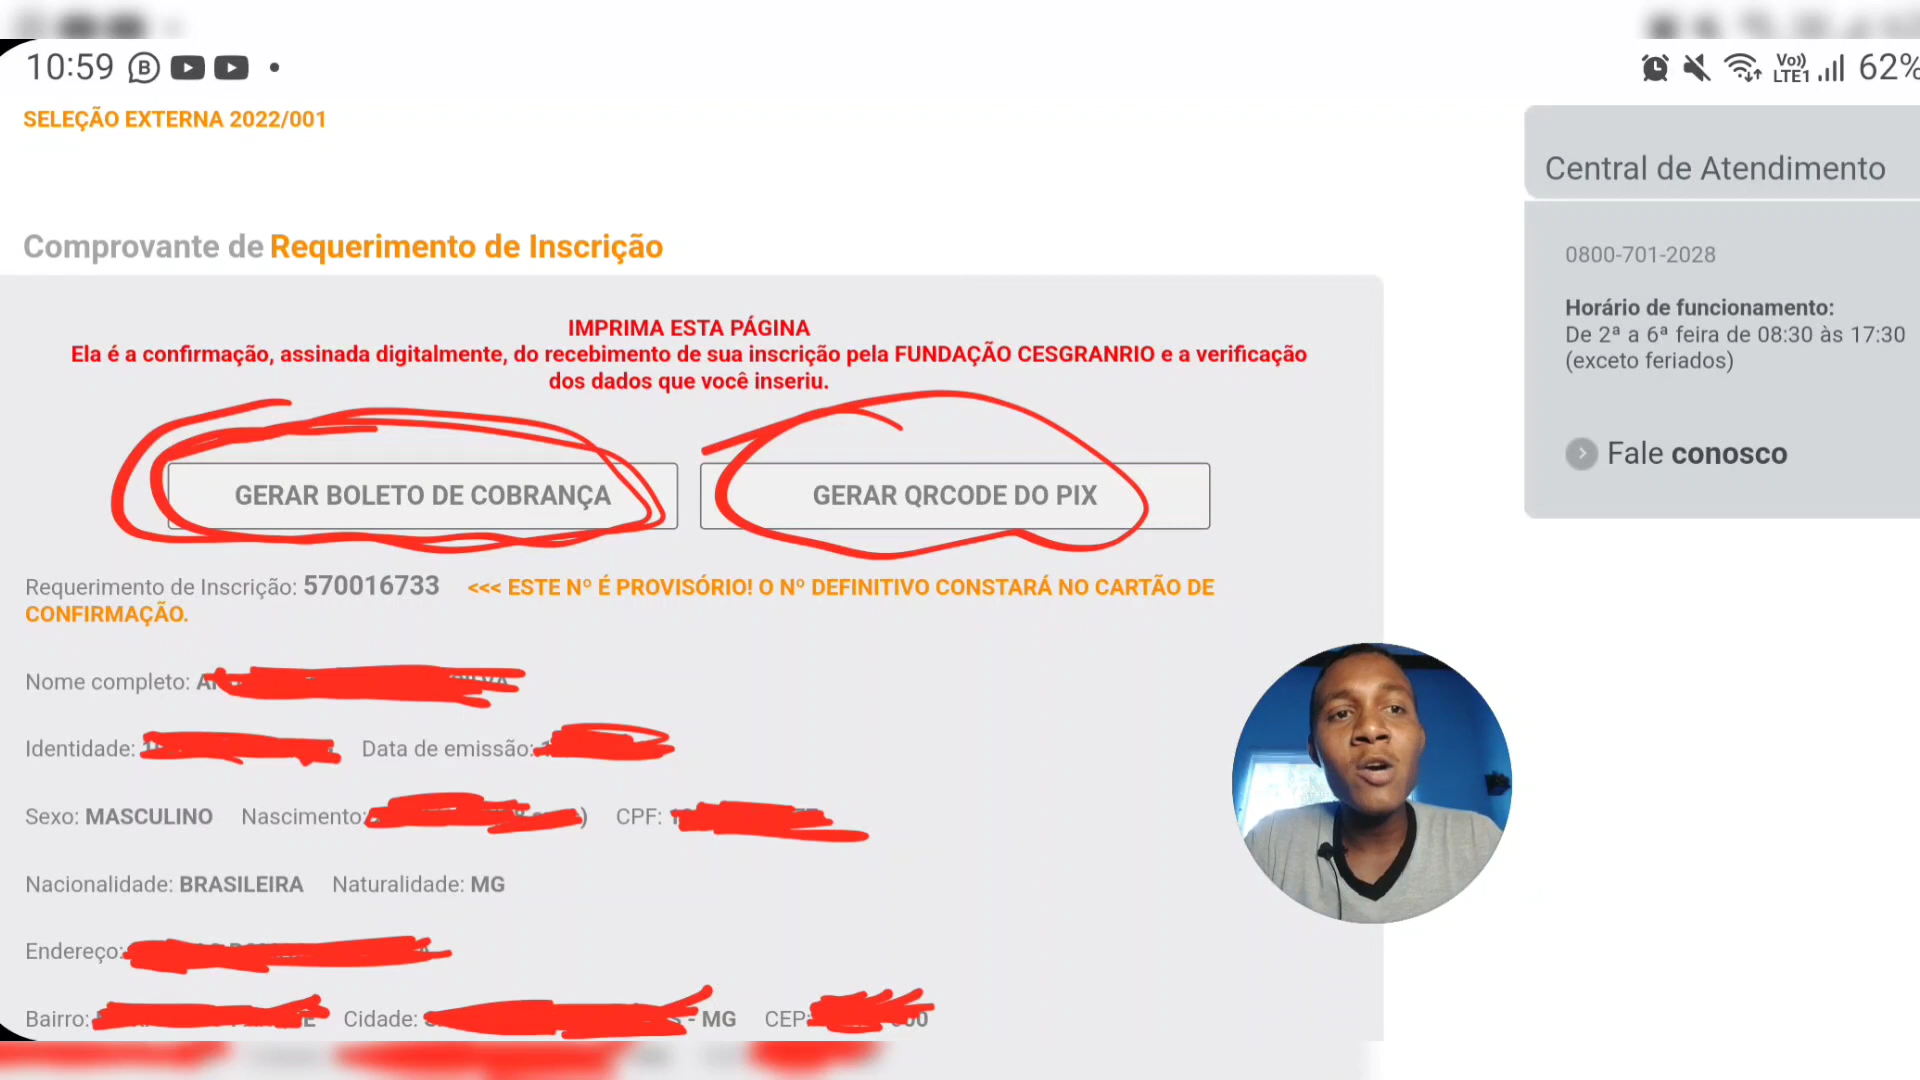 10:59
Vo)) LTE1 62%
SELEÇÃO EXTERNA 2022/001
Central de Atendimento
0800-701-2028
Horário de funcionamento:
De 2ª a 6ª feira de 08:30 às 17:30
(exceto feriados)
Fale conosco
Comprovante de Requerimento de Inscrição
IMPRIMA ESTA PÁGINA
Ela é a confirmação, assinada digitalmente, do recebimento de sua inscrição pela FUNDAÇÃO CESGRANRIO e a verificação
dos dados que você inseriu.
GERAR BOLETO DE COBRANÇA GERAR QRCODE DO PIX
Requerimento de Inscrição: 570016733 <<< ESTE Nº É PROVISÓRIO! O Nº DEFINITIVO CONSTARÁ NO CARTÃO DE
CONFIRMAÇÃO.
Nome completo:
Identidade: Data de emissão:
Sexo: MASCULINO Nascimento: ) CPF:
Nacionalidade: BRASILEIRA Naturalidade: MG
Endereço:
Bairro: Cidade: - MG CEP: